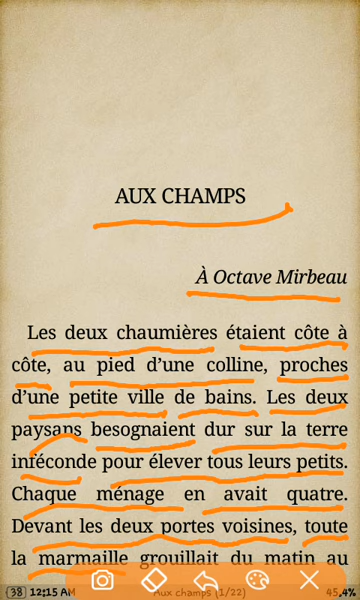 AUX CHAMPS
À Octave Mirbeau
Les deux chaumières étaient côte à
côte, au pied d'une colline, proches
d'une petite ville de bains. Les deux
paysans besognaient dur sur la terre
inféconde pour élever tous leurs petits.
Chaque ménage en avait quatre.
Devant les deux portes voisines, toute
la marmaille grouillait du matin au
38 12:15 AM Aux champs (1/22) 45,4%